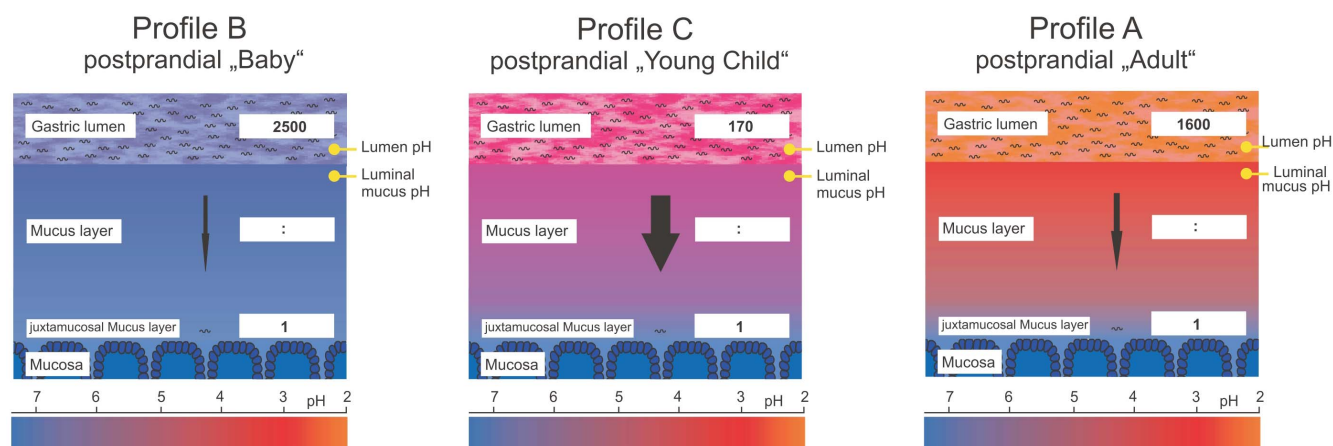 Profile B
postprandial „Baby“
Gastric lumen
2500
Lumen pH
Luminal
mucus pH
Mucus layer
:
juxtamucosal Mucus layer
1
Mucosa
7 6 5 4 3 pH 2
Profile C
postprandial „Young Child“
Gastric lumen
170
Lumen pH
Luminal
mucus pH
Mucus layer
:
juxtamucosal Mucus layer
1
Mucosa
7 6 5 4 3 pH 2
Profile A
postprandial „Adult“
Gastric lumen
1600
Lumen pH
Luminal
mucus pH
Mucus layer
:
juxtamucosal Mucus layer
1
Mucosa
7 6 5 4 3 pH 2